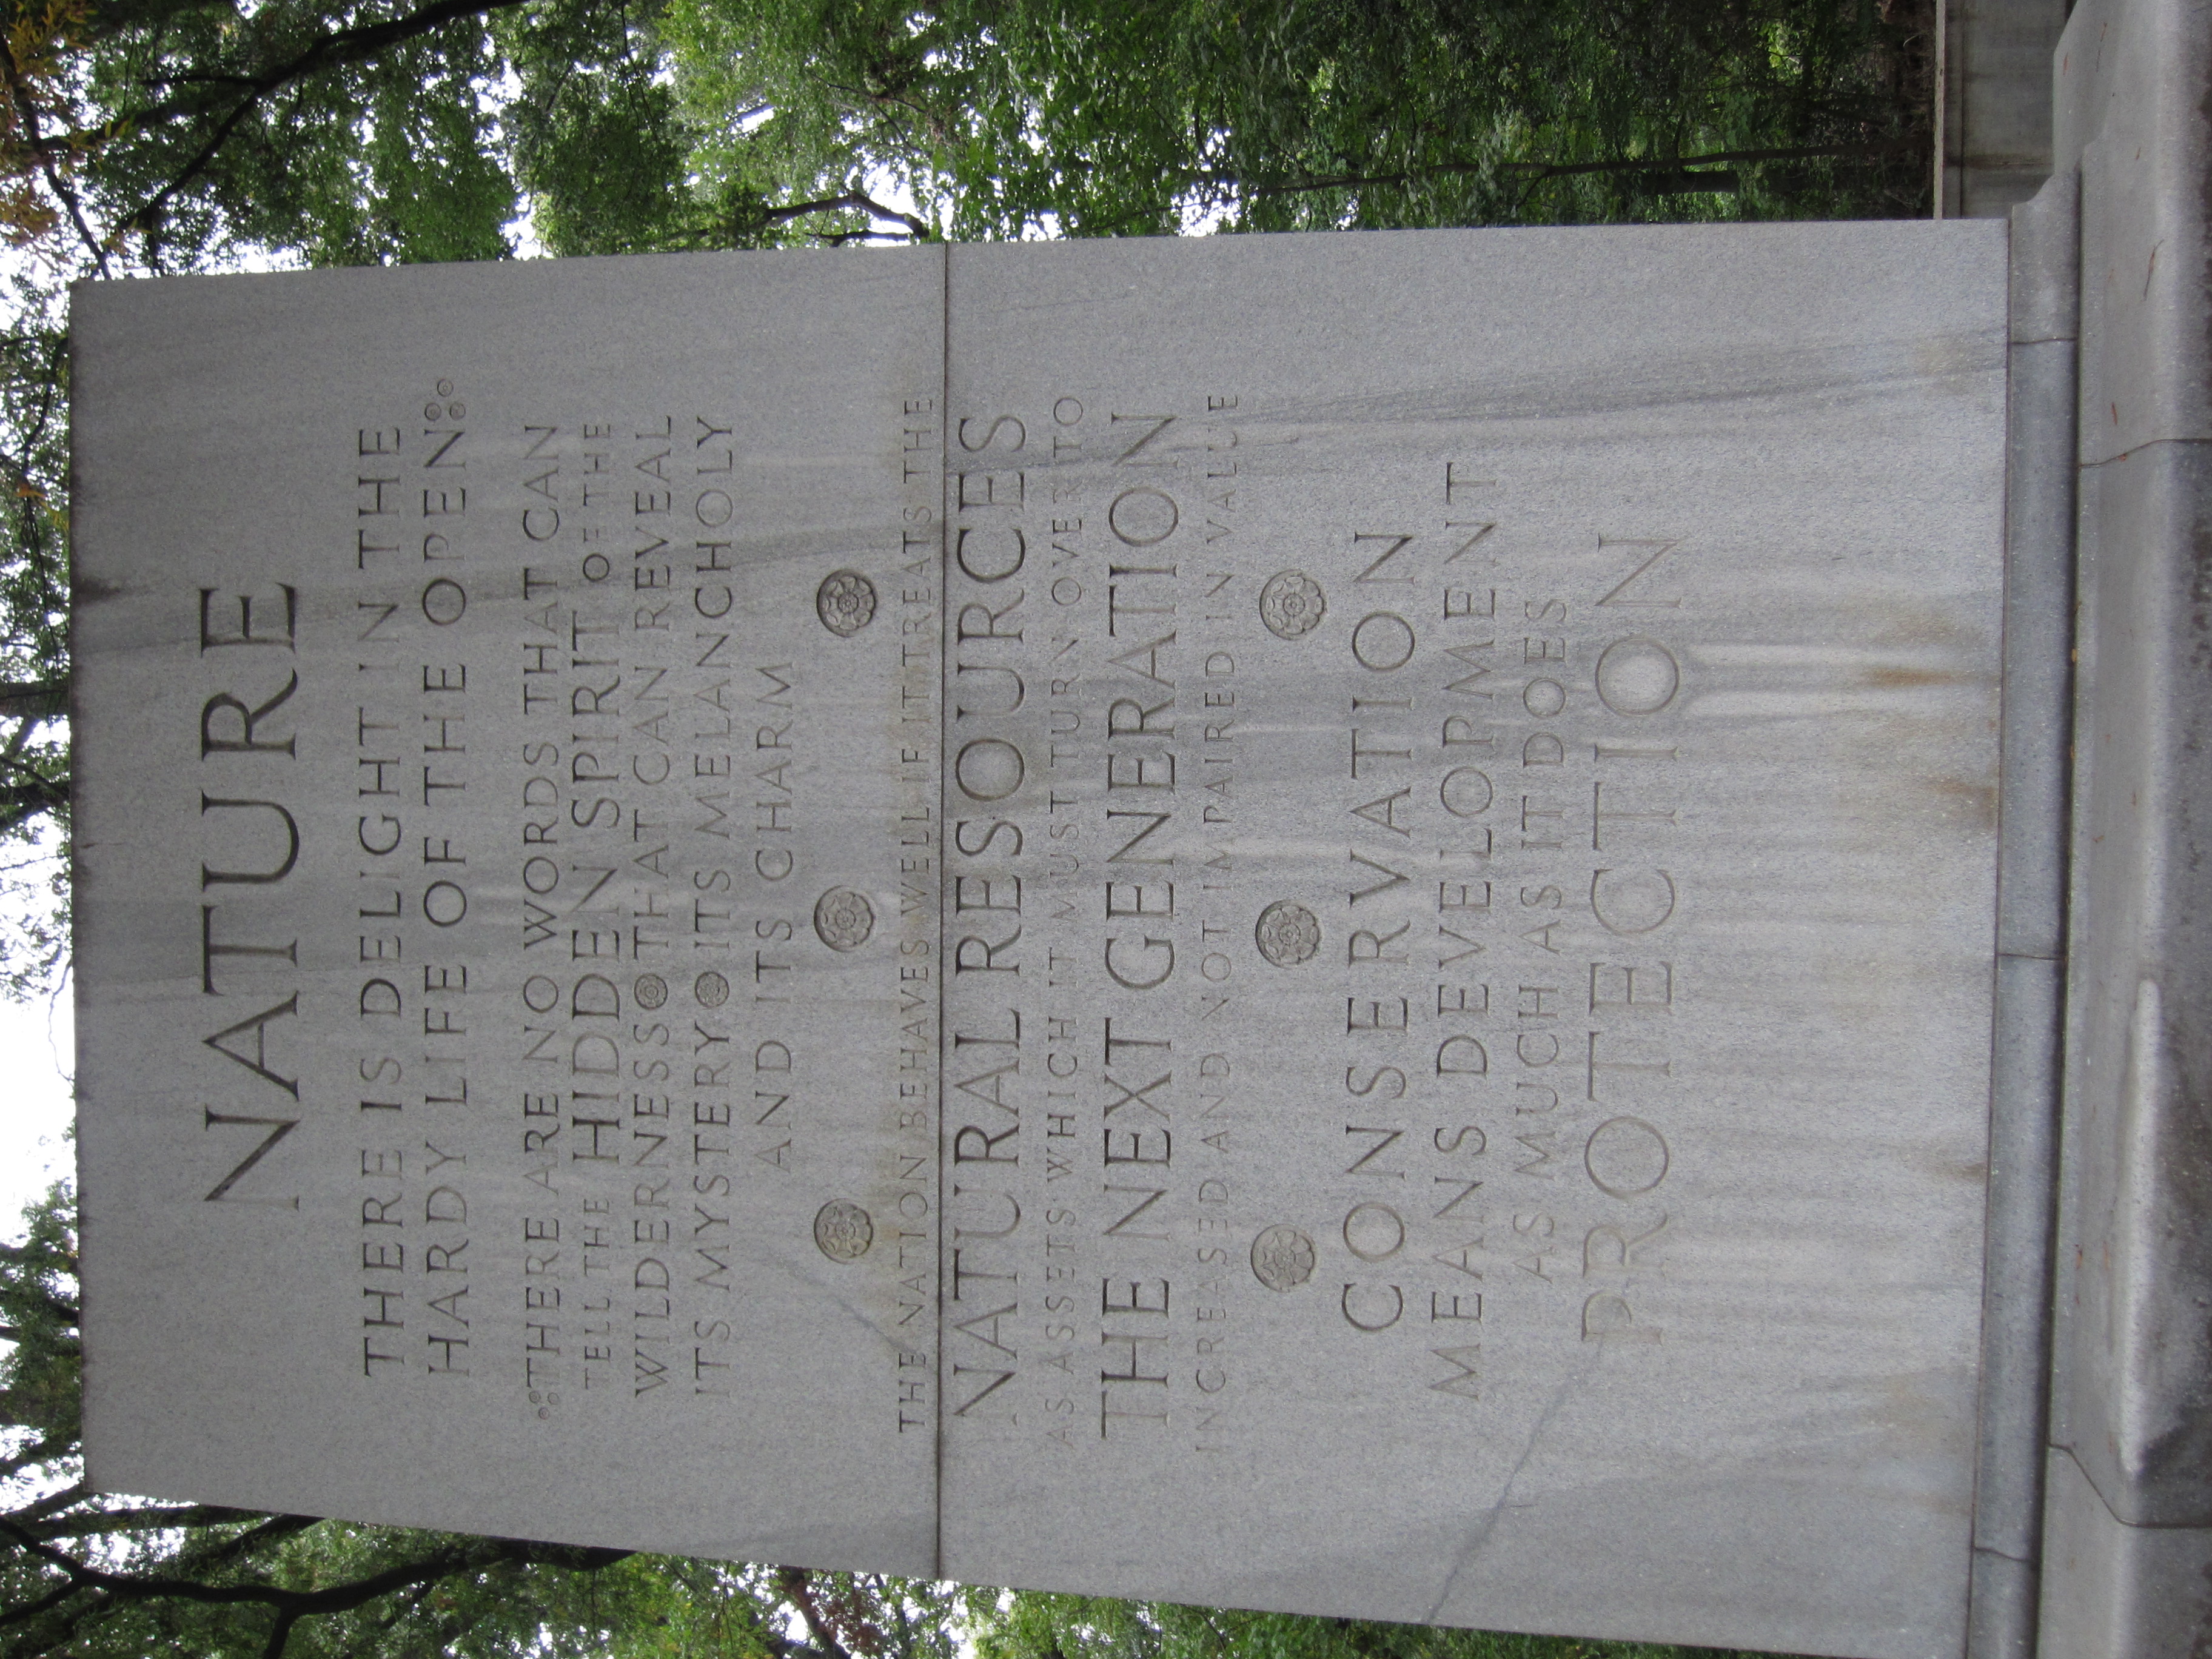 NATURE
THERE IS DELIGHT IN THE
HARDY LIFE OF THE OPEN
THERE ARE NO WORDS THAT CAN
TELL THE HIDDEN SPIRIT OF THE
WILDERNESS THAT CAN REVEAL
ITS MYSTERY ITS MELANCHOLY
AND ITS CHARM
THE NATION BEHAVES WELL IF IT TREATS THE
NATURAL RESOURCES
AS ASSETS WHICH IT MUST TURN OVER TO
THE NEXT GENERATION
INCREASED AND NOT IMPAIRED IN VALUE
CONSERVATION
MEANS DEVELOPMENT
AS MUCH AS IT DOES
PROTECTION